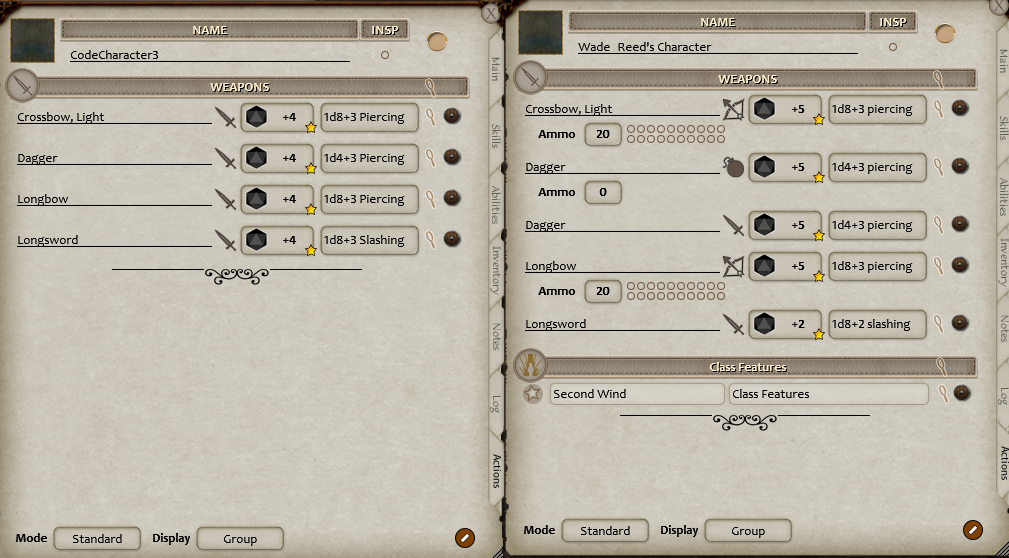 NAME
INSP
CodeCharacter3
WEAPONS
Crossbow, Light +4 1d8+3 Piercing
Dagger +4 1d4+3 Piercing
Longbow +4 1d8+3 Piercing
Longsword +4 1d8+3 Slashing
Main
Skills
Abilities
Inventory
Notes
Log
Actions
Mode Standard Display Group
X
NAME
INSP
Wade Reed's Character
WEAPONS
Crossbow, Light +5 1d8+3 piercing
Ammo 20
Dagger +5 1d4+3 piercing
Ammo 0
Dagger +5 1d4+3 piercing
Longbow +5 1d8+3 piercing
Ammo 20
Longsword +2 1d8+2 slashing
Class Features
Second Wind Class Features
Main
Skills
Abilities
Inventory
Notes
Log
Actions
Mode Standard Display Group
X